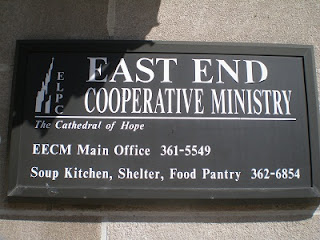 ELPC
EAST END
COOPERATIVE MINISTRY
The Cathedral of Hope
EECM Main Office 361-5549
Soup Kitchen, Shelter, Food Pantry 362-6854